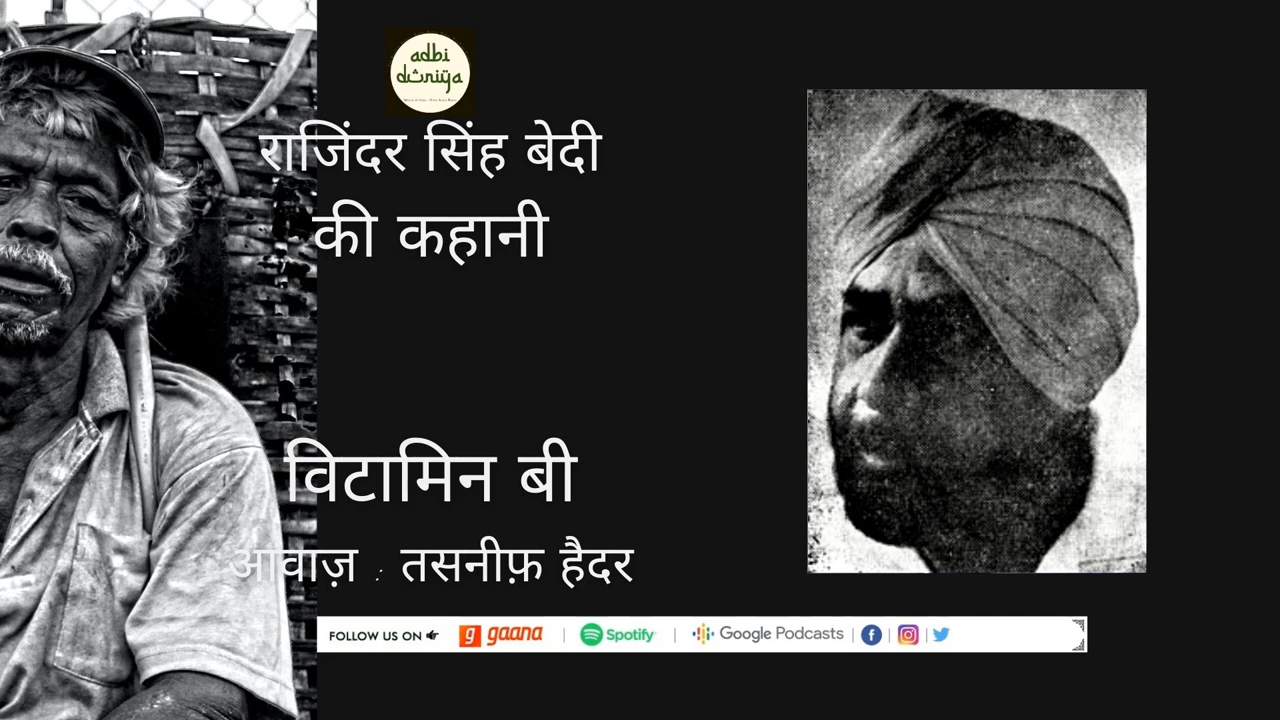 adbi
duniya
राजिंदर सिंह बेदी
की कहानी
विटामिन बी
आवाज़ : तसनीफ़ हैदर
FOLLOW US ON gaana | Spotify | Google Podcasts